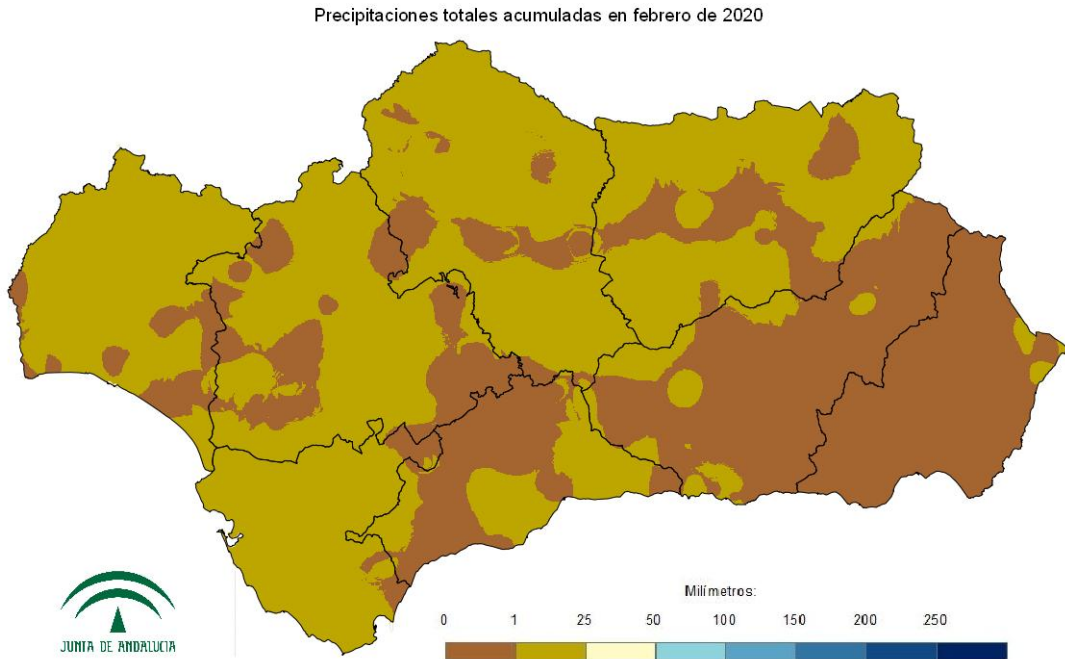 Precipitaciones totales acumuladas en febrero de 2020
Milímetros:
0 1 25 50 100 150 200 250
JUNTA DE ANDALUCIA